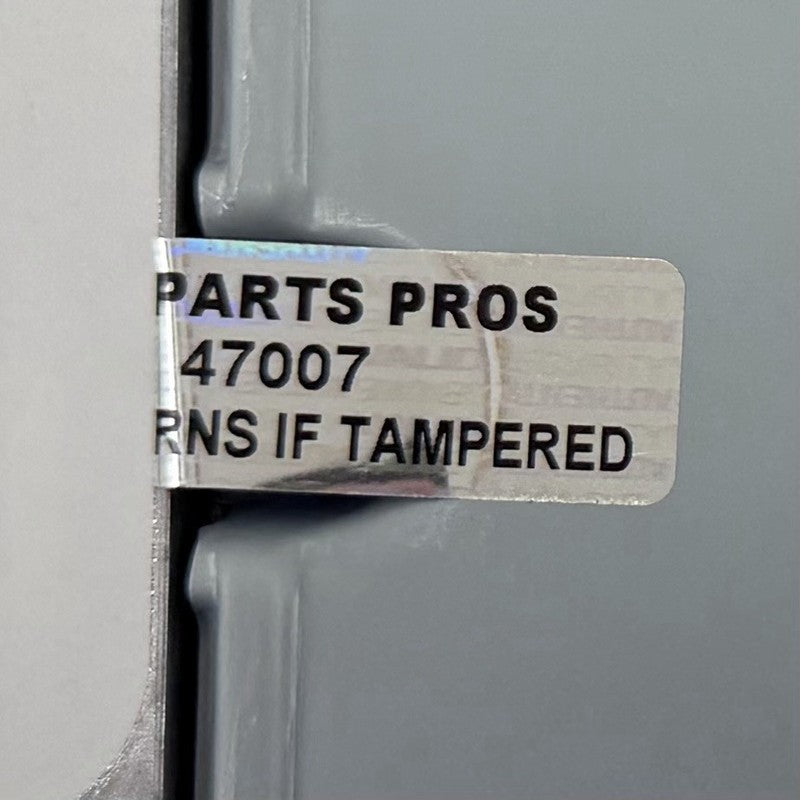 PARTS PROS
47007
RNS IF TAMPERED